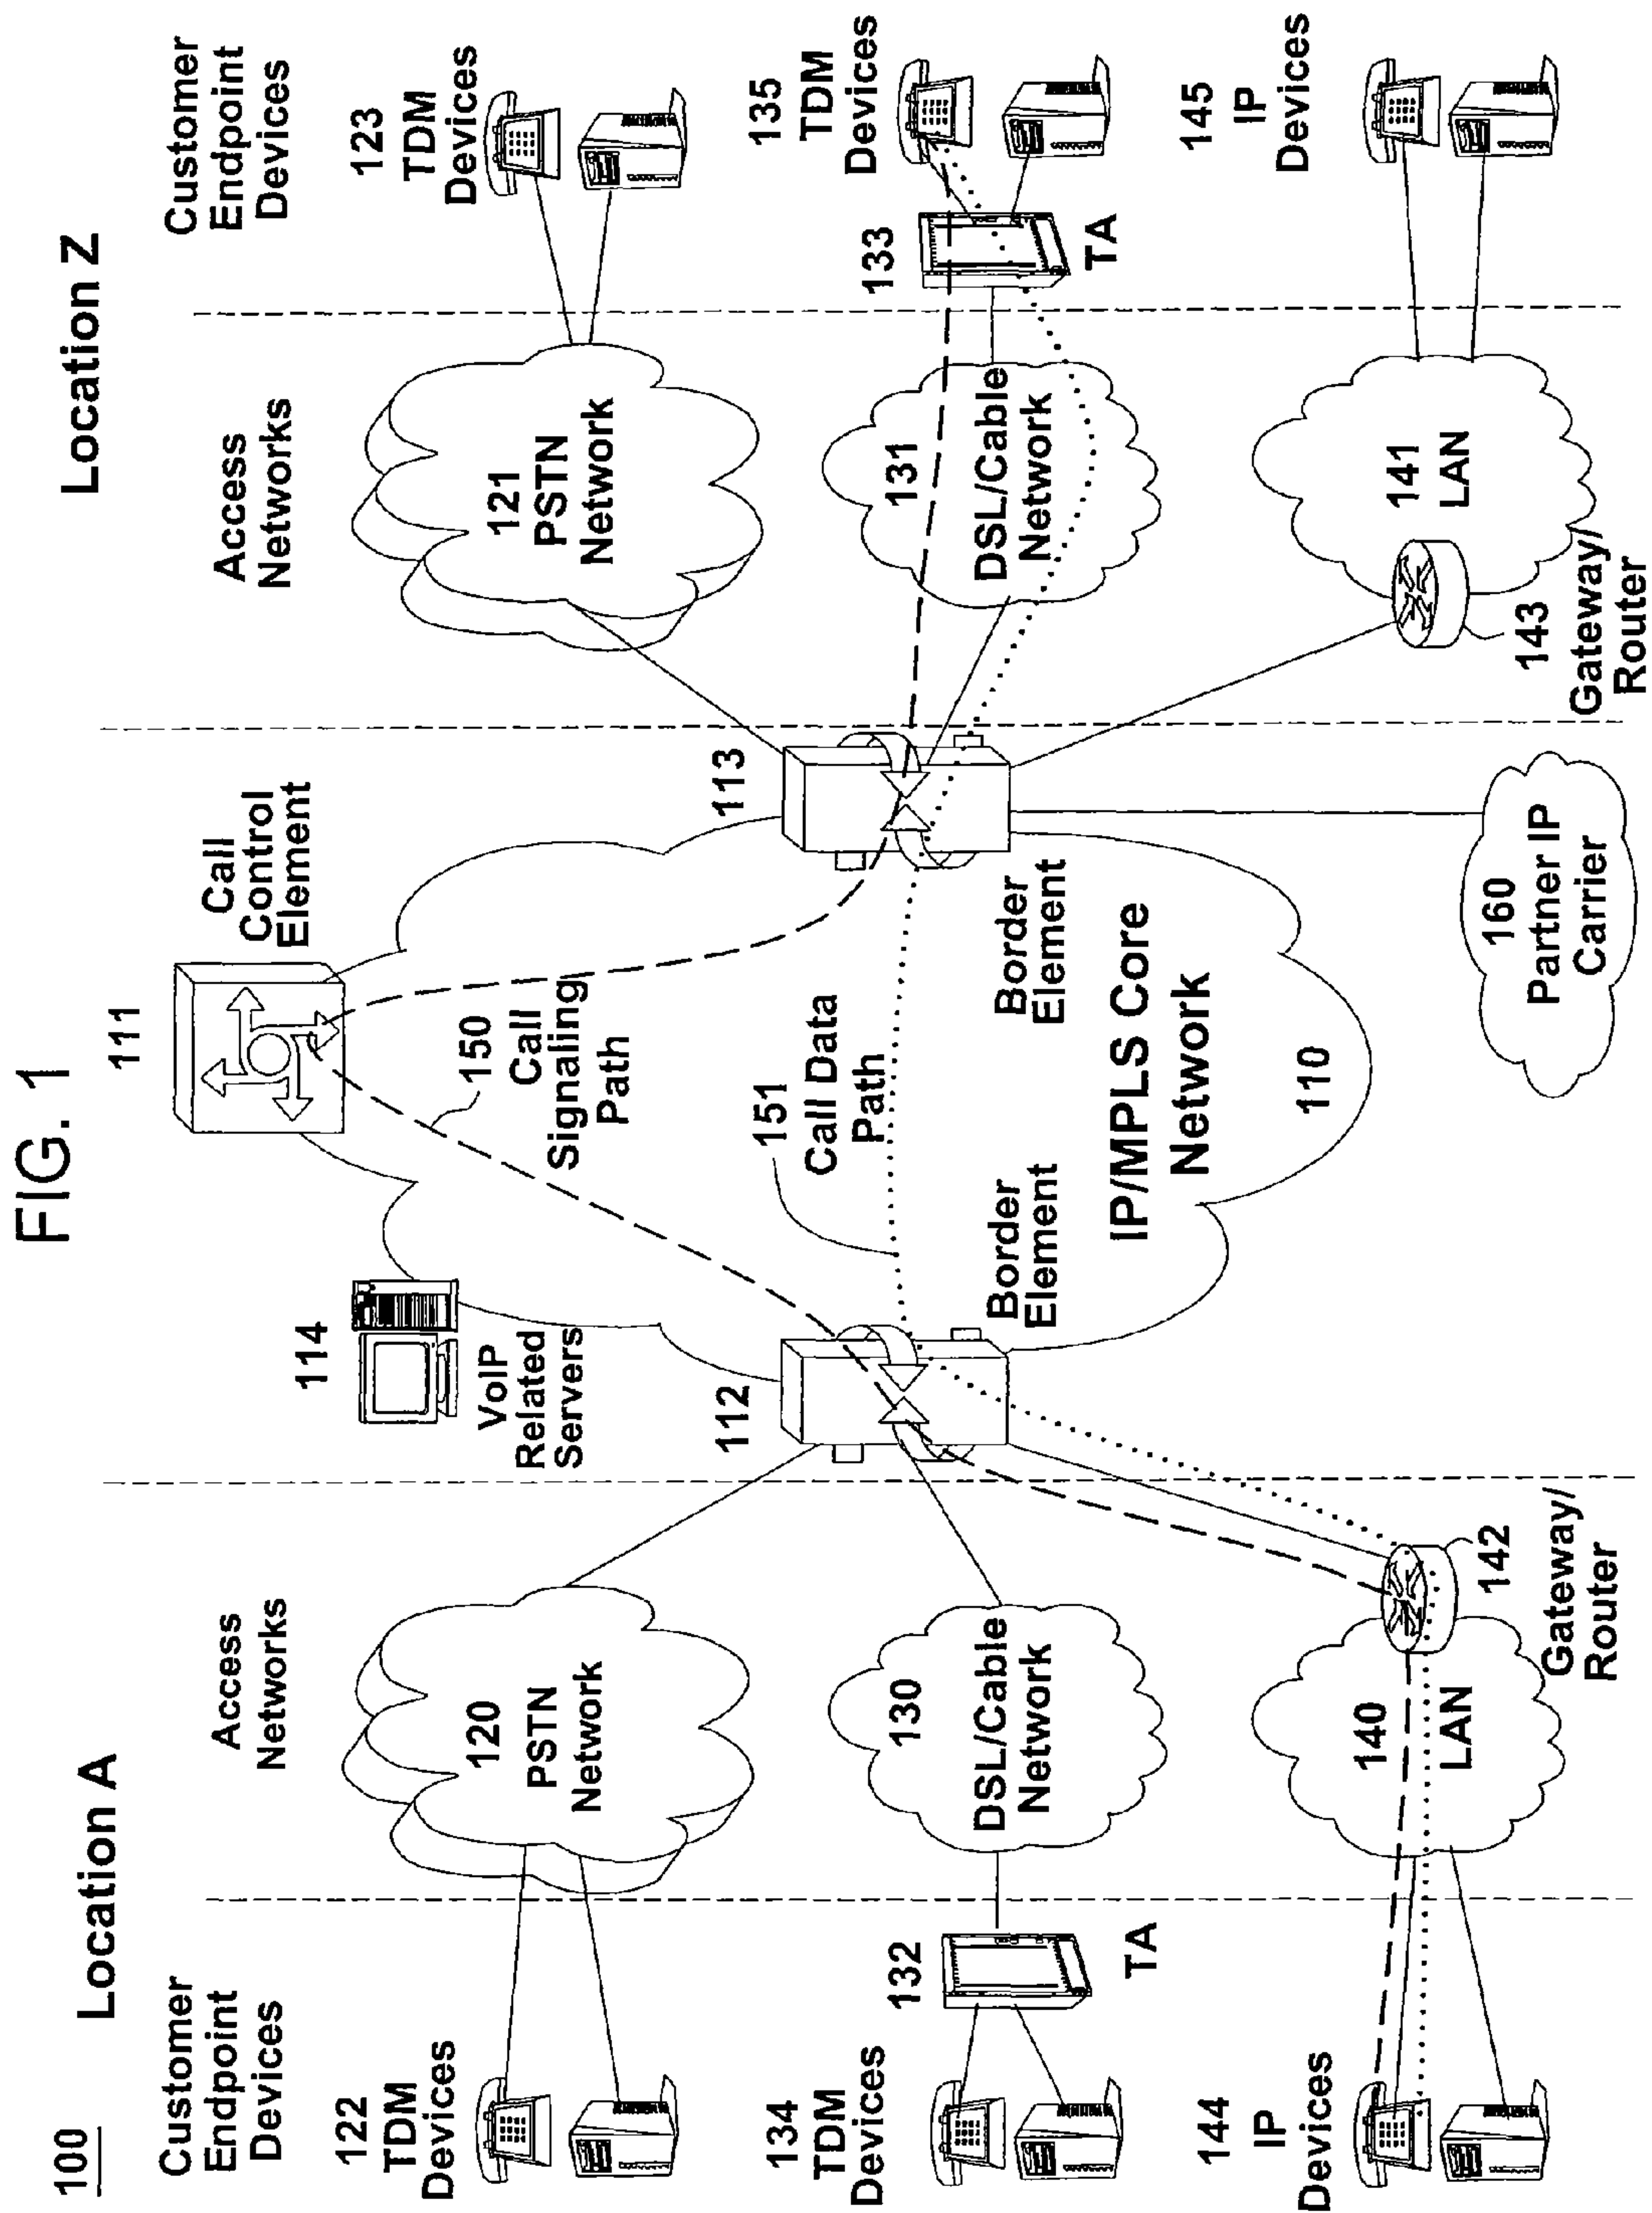 FIG. 1
100
Location A
Location Z
Customer
Endpoint
Devices
Access
Networks
114
VoIP
Related
Servers
111
Call
Control
Element
Access
Networks
Customer
Endpoint
Devices
122
TDM
Devices
120
PSTN
Network
150
Call
Signaling
Path
121
PSTN
Network
123
TDM
Devices
134
TDM
Devices
132
TA
130
DSL/Cable
Network
112
Border
Element
151
Call Data
Path
113
Border
Element
131
DSL/Cable
Network
133
TA
135
TDM
Devices
IP/MPLS Core
Network
110
144
IP
Devices
140
LAN
142
Gateway/
Router
160
Partner IP
Carrier
143
Gateway/
Router
141
LAN
145
IP
Devices